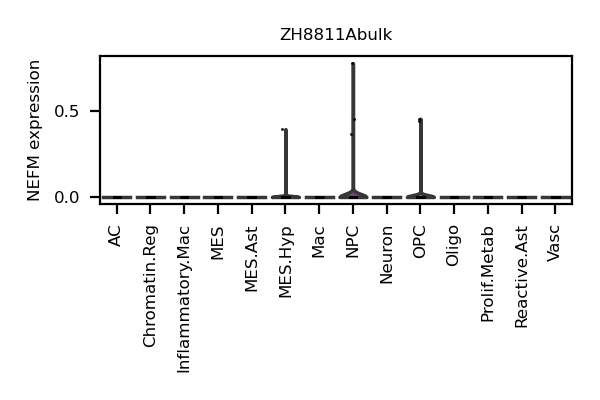 ZH8811Abulk
NEFM expression
0.5
0.0
AC
Chromatin.Reg
Inflammatory.Mac
MES
MES.Ast
MES.Hyp
Mac
NPC
Neuron
OPC
Oligo
Prolif.Metab
Reactive.Ast
Vasc